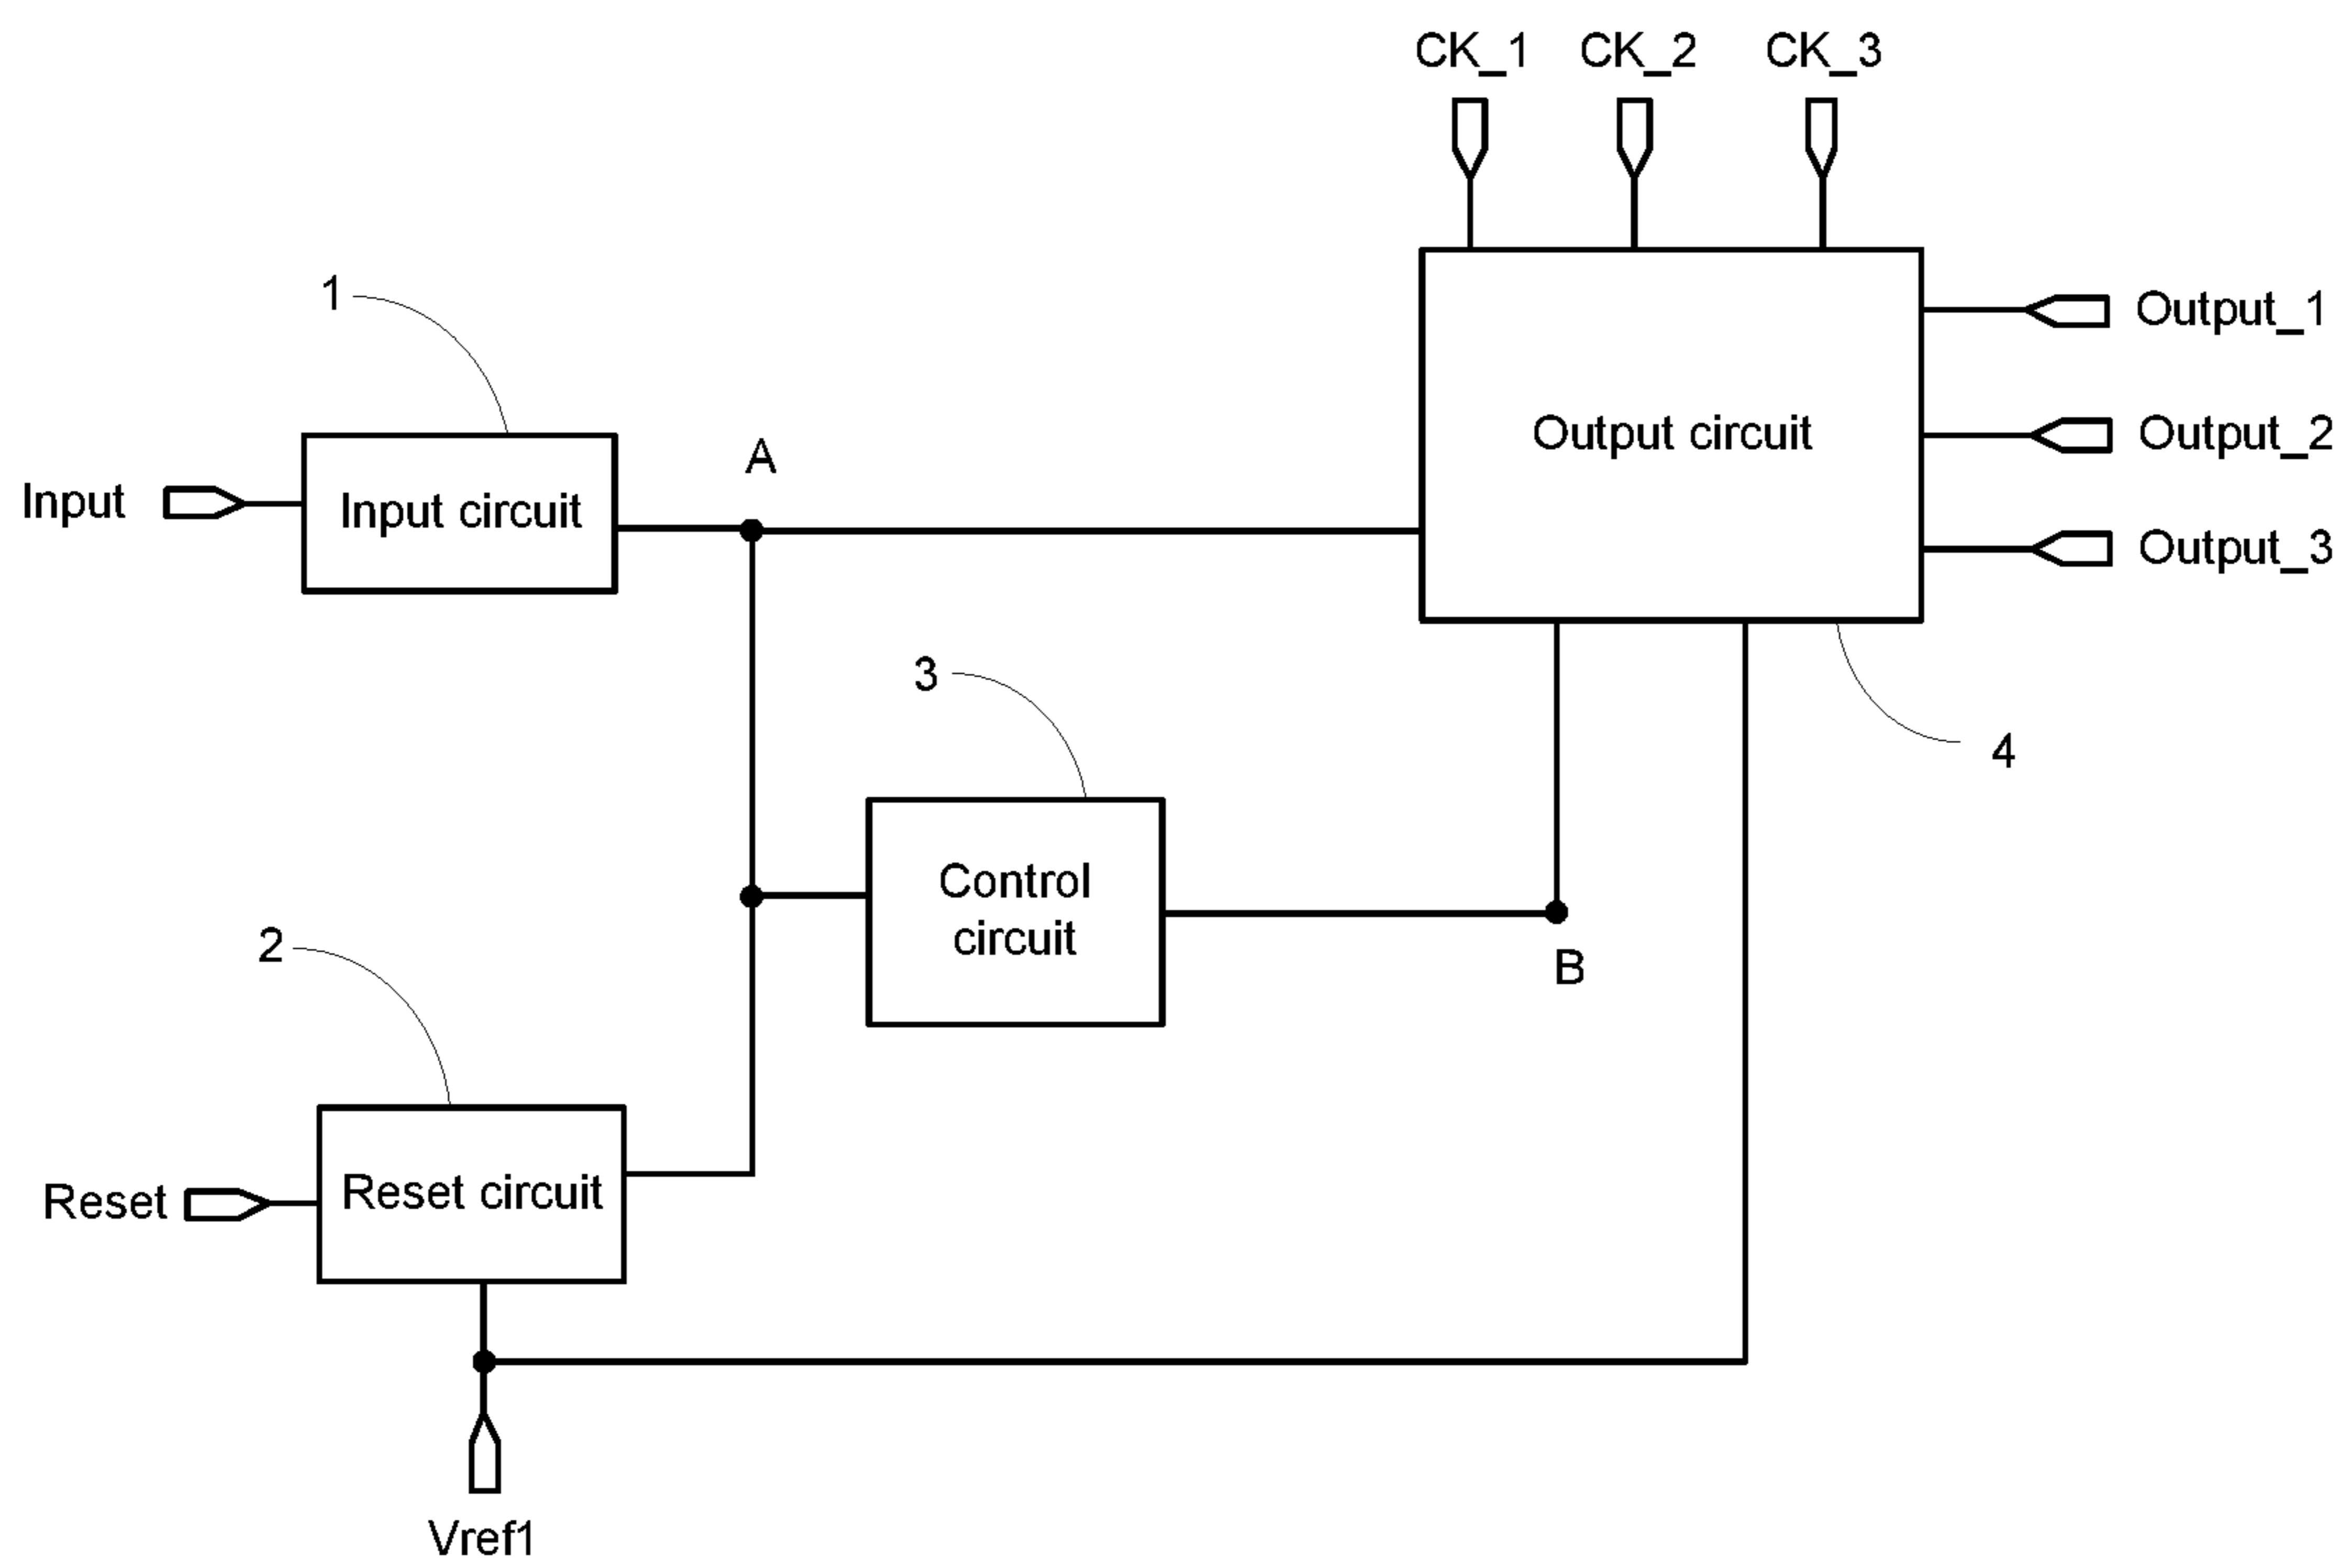 CK_1 CK_2 CK_3
1
Output_1
A
Output circuit
Output_2
Input
Input circuit
Output_3
3
4
Control
circuit
2
B
Reset
Reset circuit
Vref1